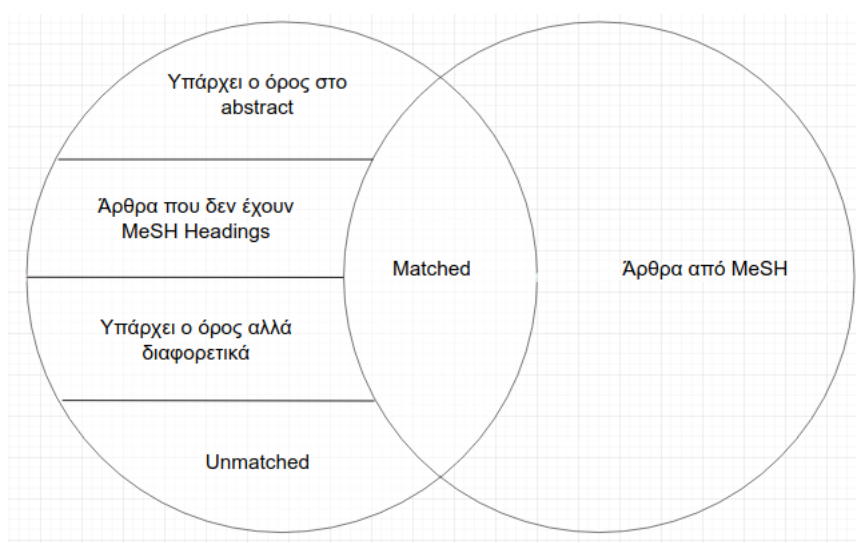 Υπάρχει ο όρος στο
abstract
Άρθρα που δεν έχουν
MeSH Headings
Matched
Άρθρα από MeSH
Υπάρχει ο όρος αλλά
διαφορετικά
Unmatched